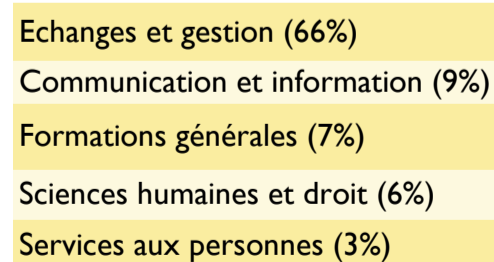 Echanges et gestion (66%)
Communication et information (9%)
Formations générales (7%)
Sciences humaines et droit (6%)
Services aux personnes (3%)